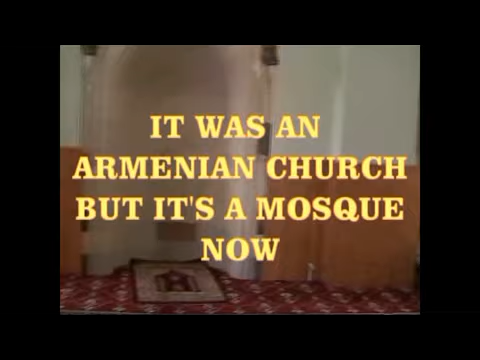 IT WAS AN
ARMENIAN CHURCH
BUT IT'S A MOSQUE
NOW